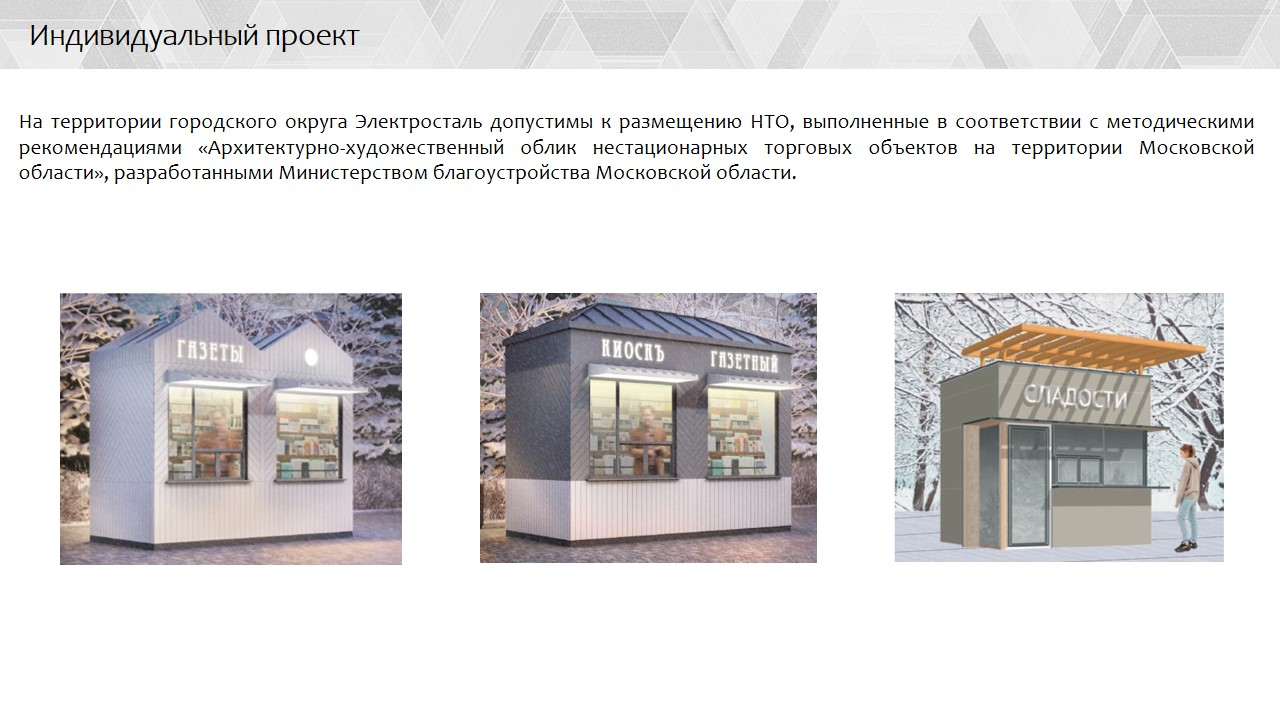 Индивидуальный проект
На территории городского округа Электросталь допустимы к размещению НТО, выполненные в соответствии с методическими
рекомендациями «Архитектурно-художественный облик нестационарных торговых объектов на территории Московской
области», разработанными Министерством благоустройства Московской области.
ГАЗЕТЫ
КИОСКЪ ГАЗЕТНЫЙ
СЛАДОСТИ